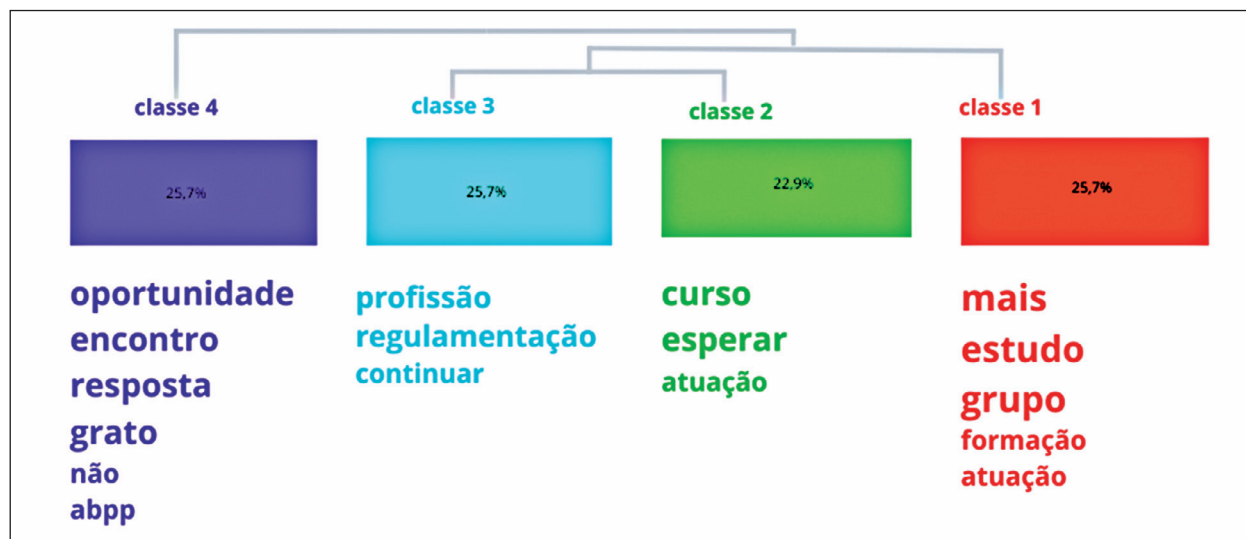 classe 4
25,7%
oportunidade
encontro
resposta
grato
não
abpp
classe 3
25,7%
profissão
regulamentação
continuar
classe 2
22,9%
curso
esperar
atuação
classe 1
25,7%
mais
estudo
grupo
formação
atuação